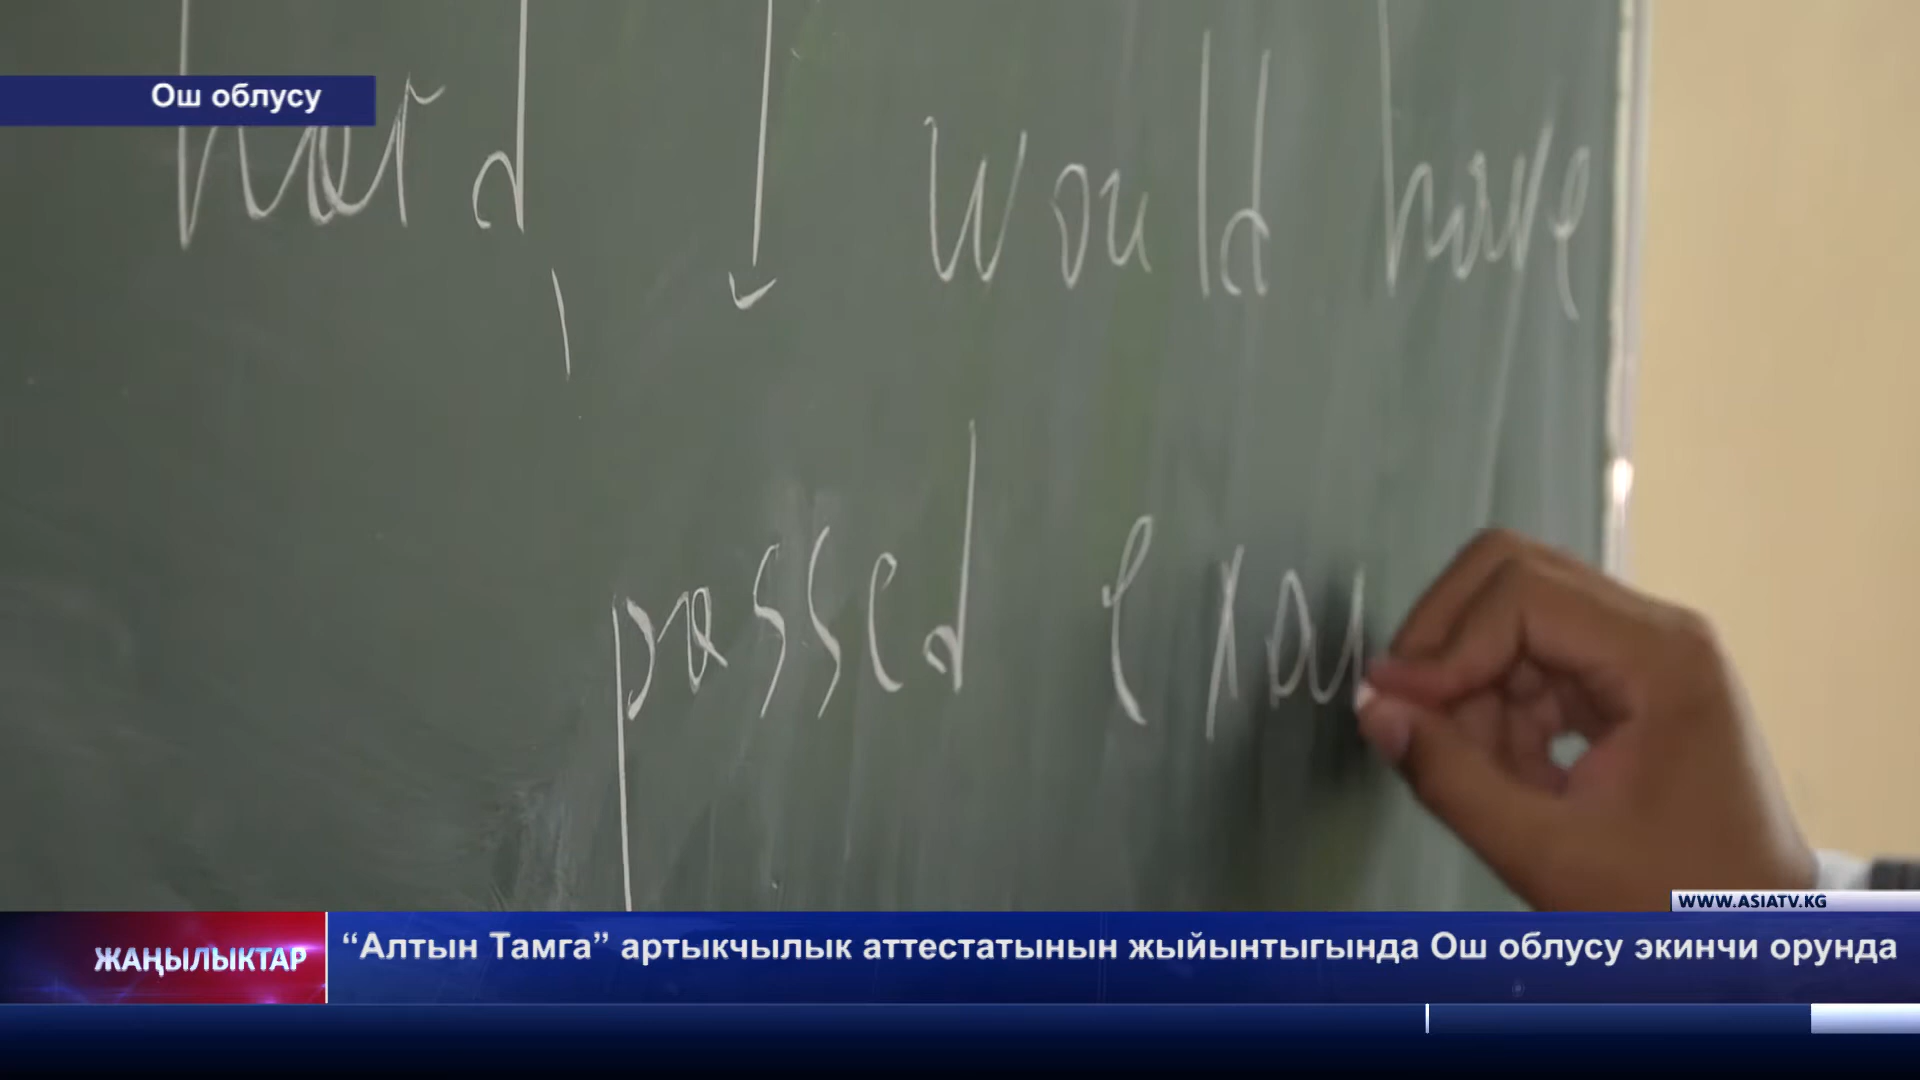 Ош облусу
hard, I would have
passed exam
WWW.ASIATV.KG
ЖАҢЫЛЫКТАР
“Алтын Тамга” артыкчылык аттестатынын жыйынтыгында Ош облусу экинчи орунда